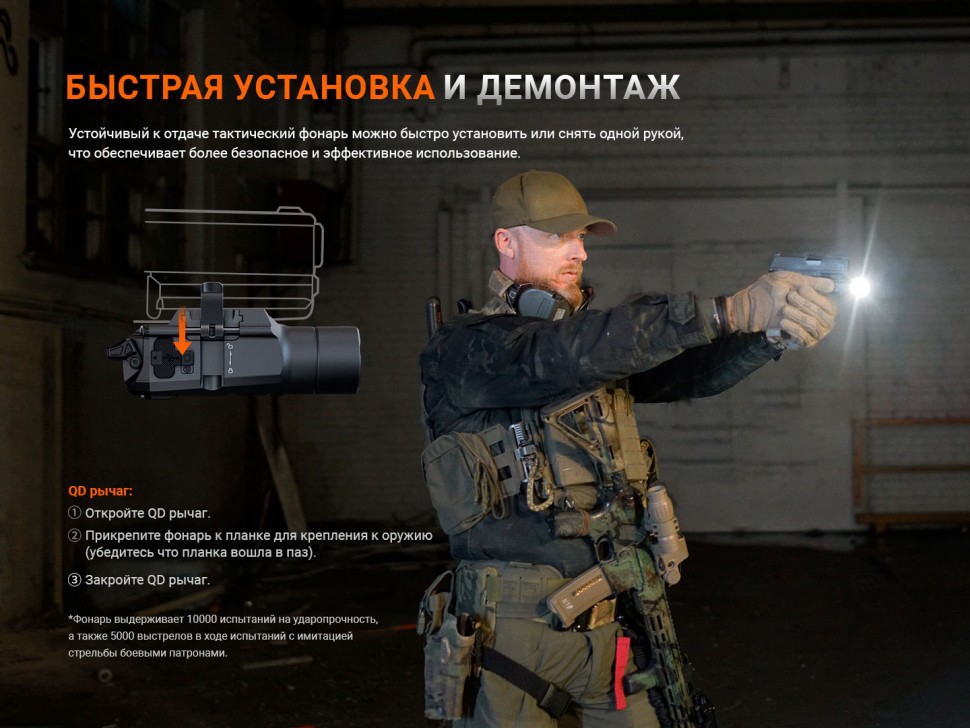 БЫСТРАЯ УСТАНОВКА И ДЕМОНТАЖ
Устойчивый к отдаче тактический фонарь можно быстро установить или снять одной рукой,
что обеспечивает более безопасное и эффективное использование.
QD рычаг:
① Откройте QD рычаг.
② Прикрепите фонарь к планке для крепления к оружию
(убедитесь что планка вошла в паз).
③ Закройте QD рычаг.
*Фонарь выдерживает 10000 испытаний на ударопрочность,
а также 5000 выстрелов в ходе испытаний с имитацией
стрельбы боевыми патронами.